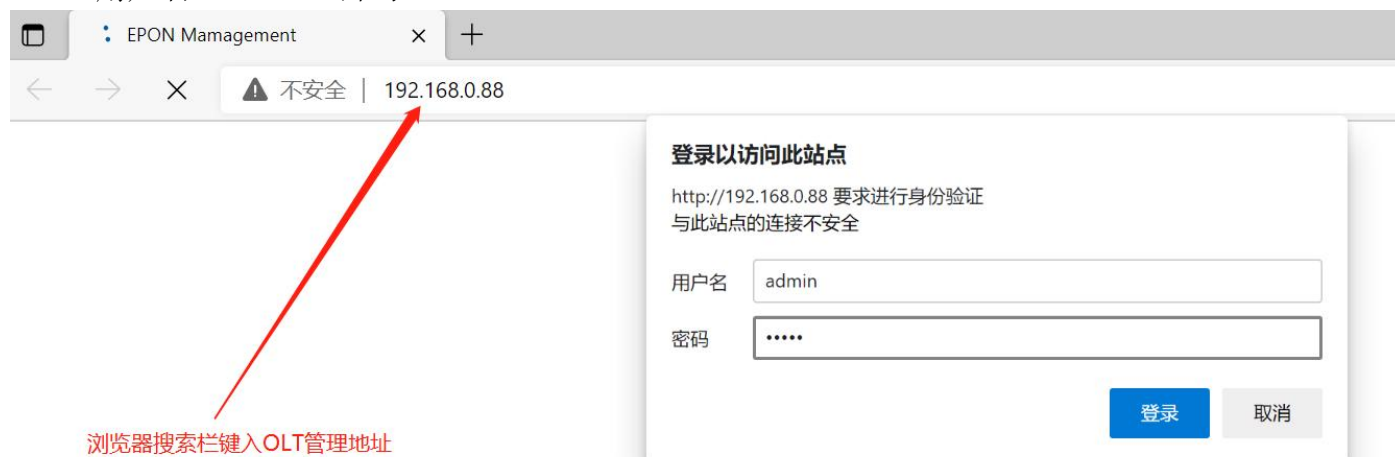 EPON Mamagement
不安全 | 192.168.0.88
登录以访问此站点
http://192.168.0.88 要求进行身份验证
与此站点的连接不安全
用户名 admin
密码 •••••
登录 取消
浏览器搜索栏键入OLT管理地址